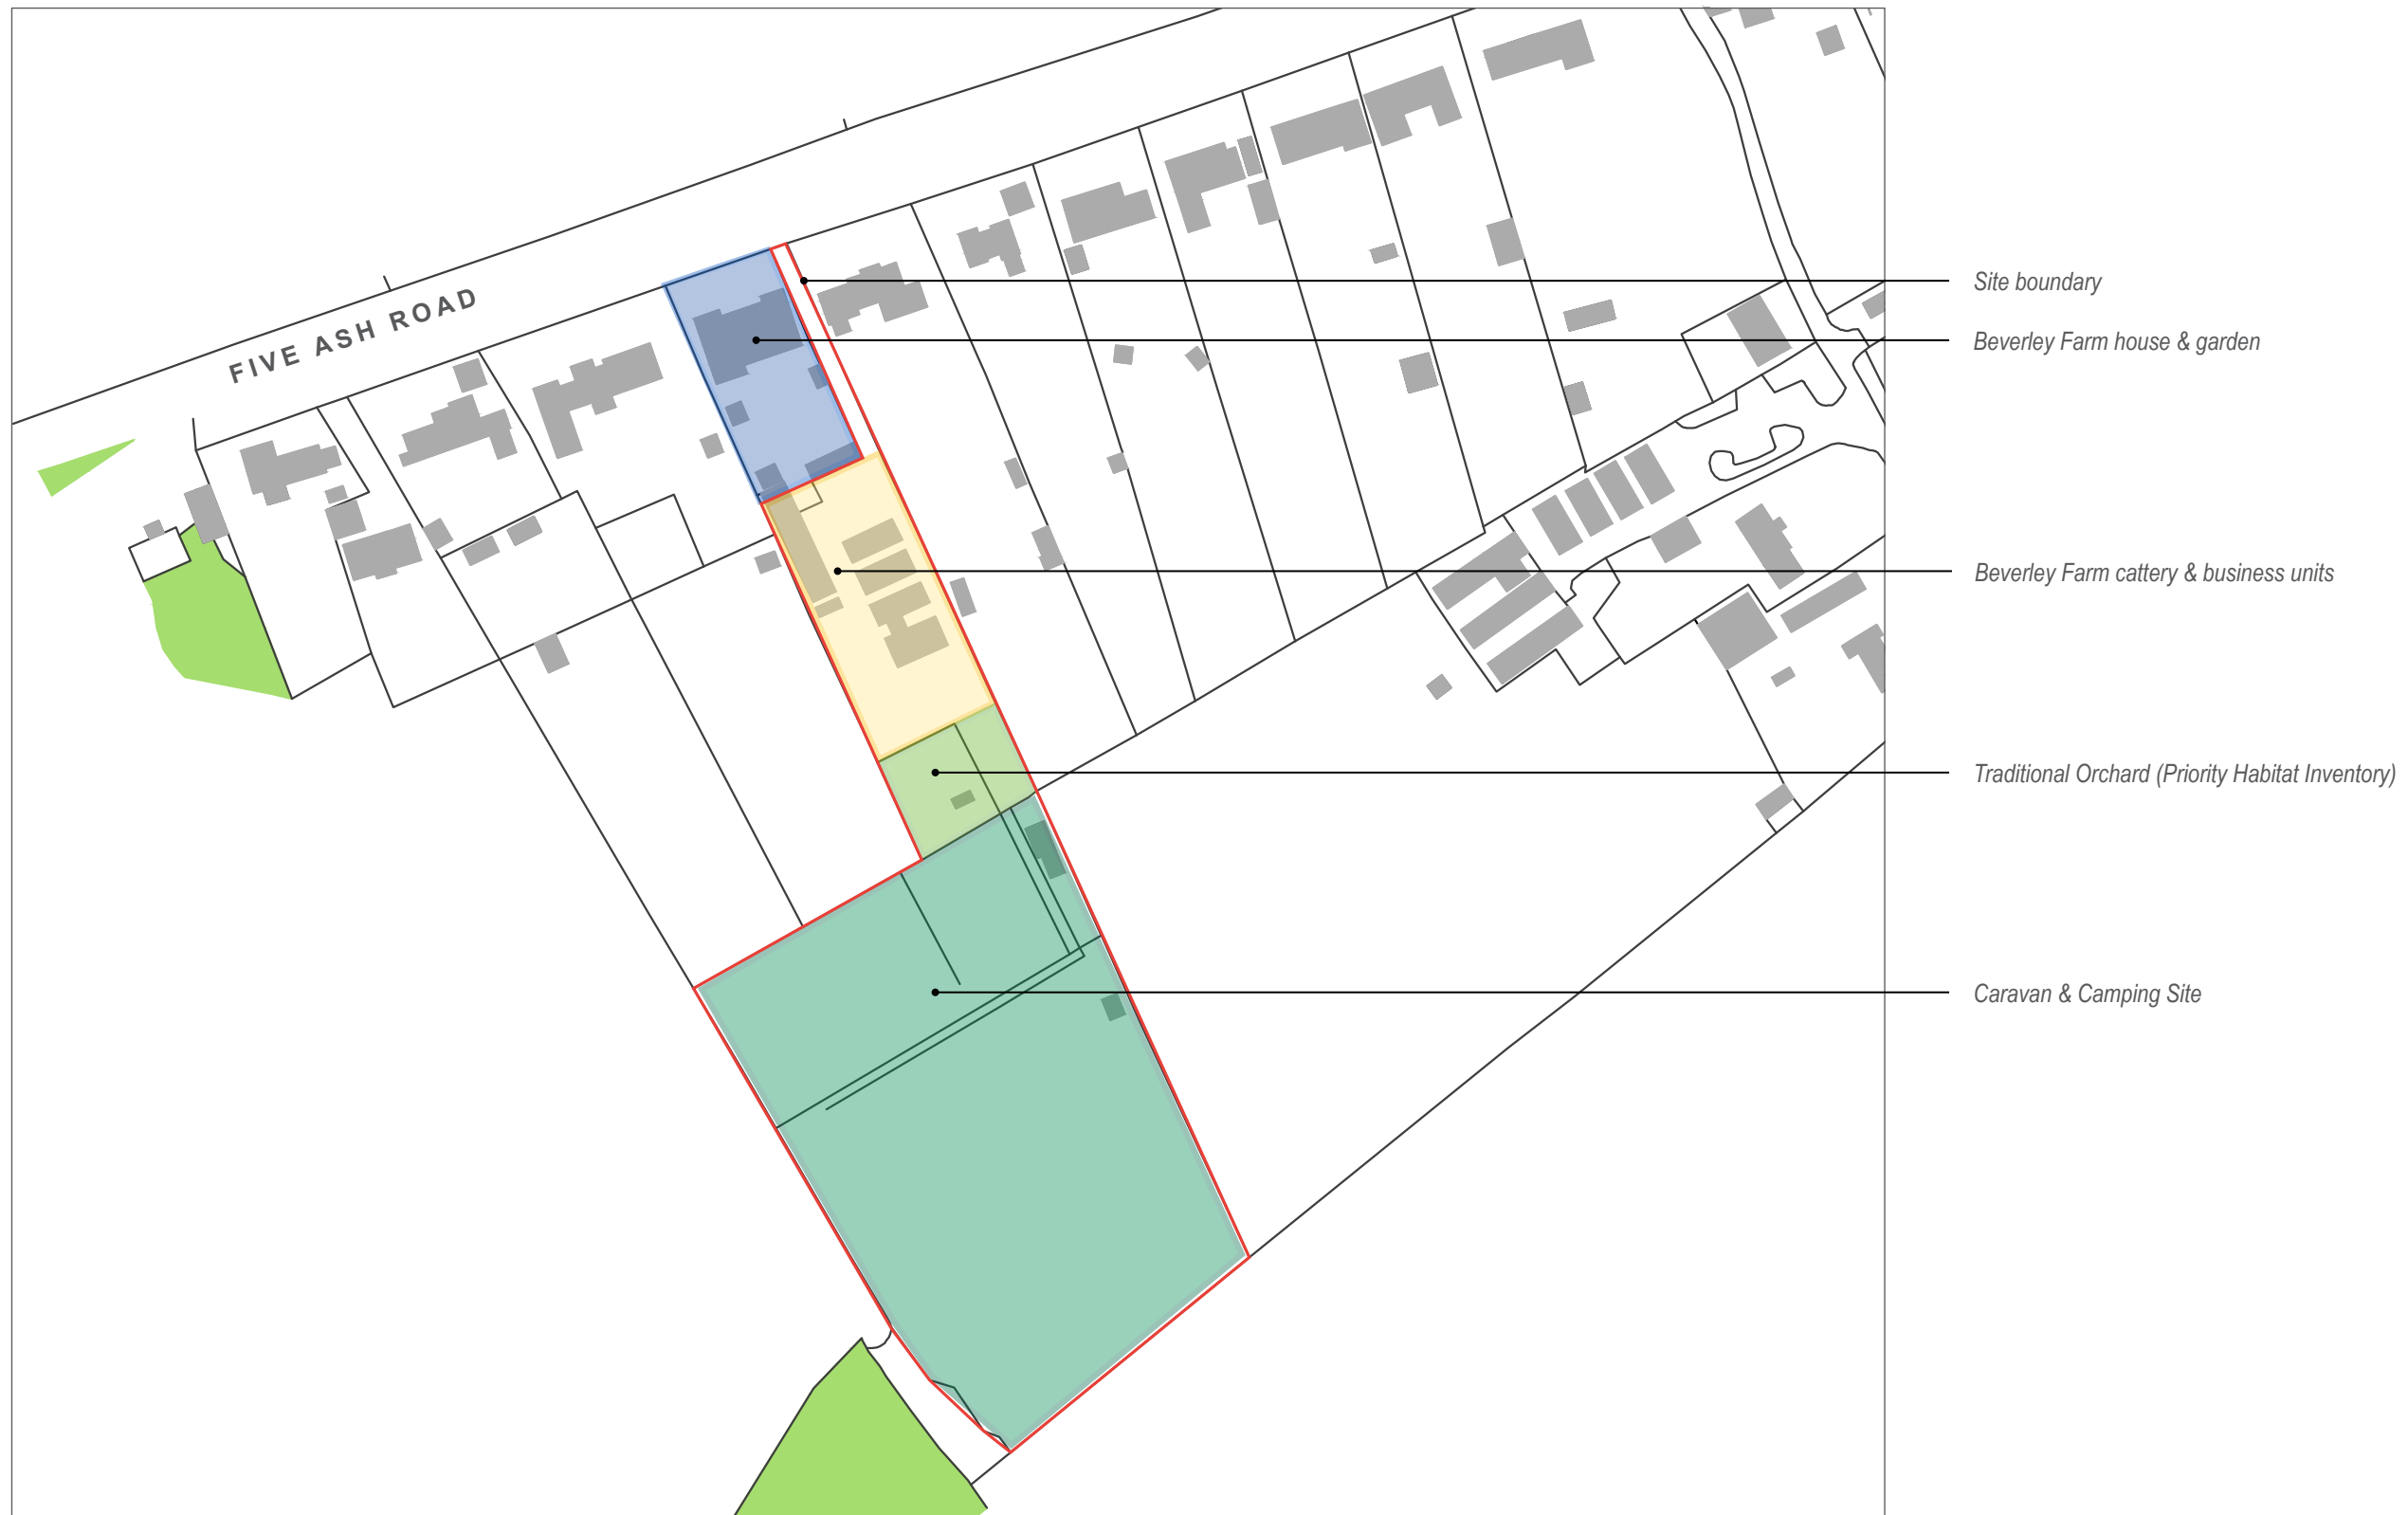 FIVE ASH ROAD
Site boundary
Beverley Farm house & garden
Beverley Farm cattery & business units
Traditional Orchard (Priority Habitat Inventory)
Caravan & Camping Site